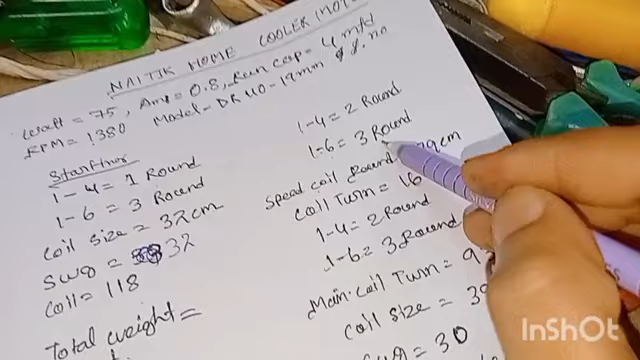 NAITIK HOME COOLER MOTO
Watt = 75, Amp = 0.8, Run Cap = 4 mfd
RPM = 1380 Model - DR 40 - 19mm no
1-4 = 1 Round
1-6 = 3 Round
Coil Size = 32cm
SWg = 32
Coil = 118
Total weight =
1-4 = 2 Round
1-6 = 3 Round
Speed Coil Round
Coil Turn = 16
1-4 = 2 Round
1-6 = 3 Round
Main Coil Turn = 9
Coil Size = 39
SWg = 30
InShOt